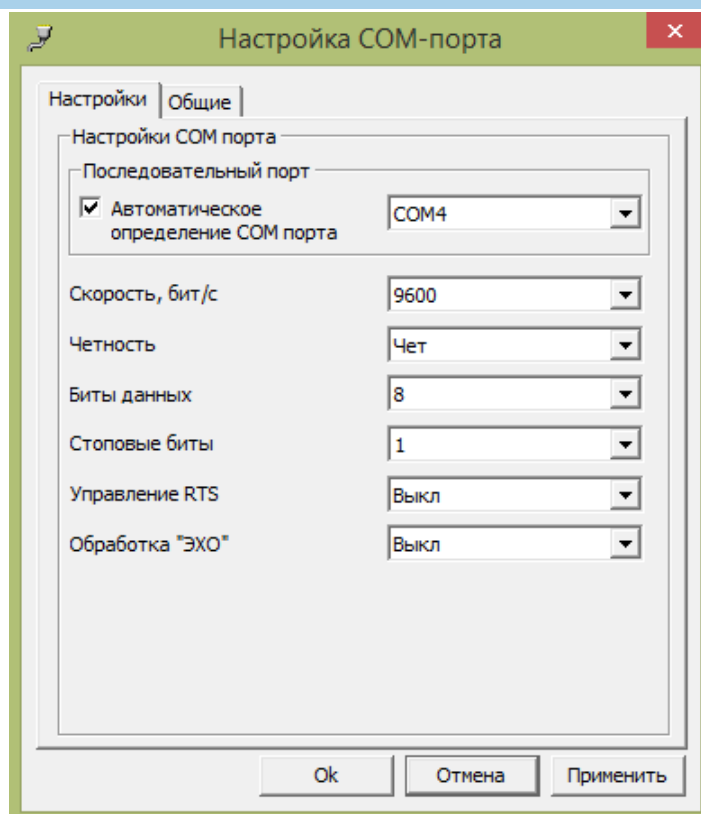 Настройка COM-порта
Настройки
Общие
Настройки COM порта
Последовательный порт
Автоматическое
определение COM порта
COM4
Скорость, бит/с
9600
Четность
Чет
Биты данных
8
Стоповые биты
1
Управление RTS
Выкл
Обработка "ЭХО"
Выкл
Ok
Отмена
Применить